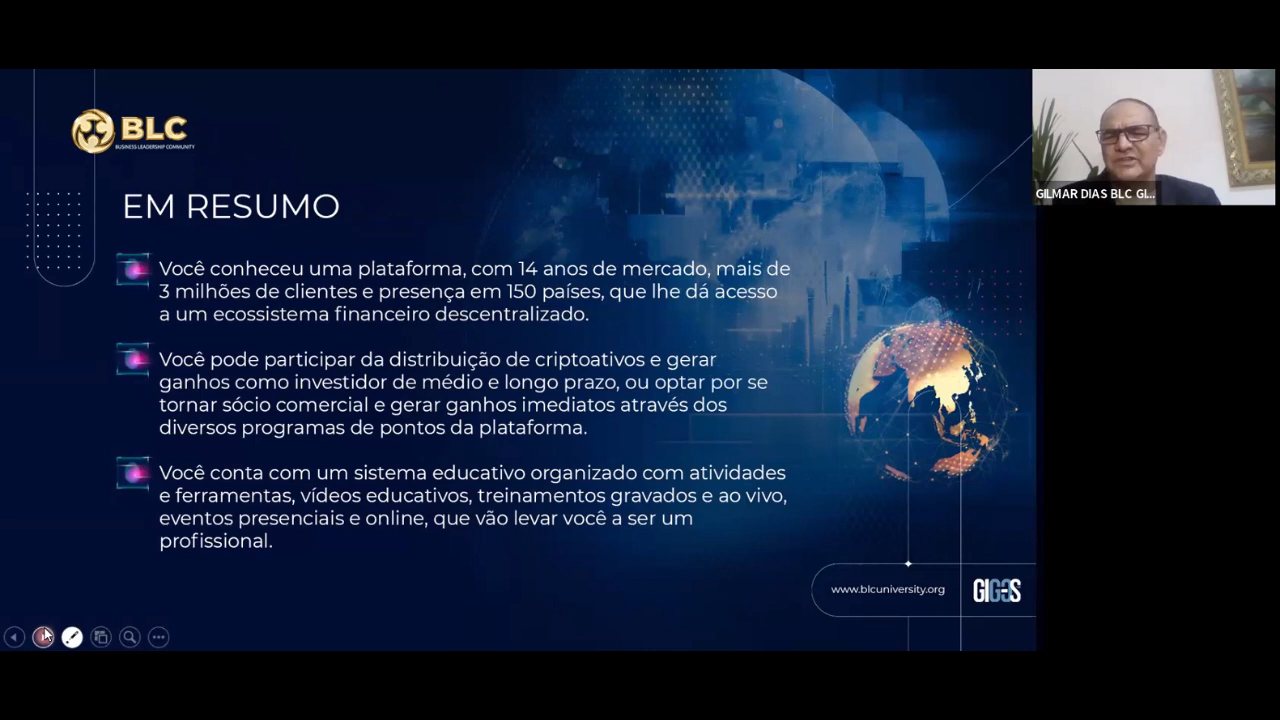 BLC
BUSINESS LEADERSHIP COMMUNITY
GILMAR DIAS BLC GI...
EM RESUMO
Você conheceu uma plataforma, com 14 anos de mercado, mais de
3 milhões de clientes e presença em 150 países, que lhe dá acesso
a um ecossistema financeiro descentralizado.
Você pode participar da distribuição de criptoativos e gerar
ganhos como investidor de médio e longo prazo, ou optar por se
tornar sócio comercial e gerar ganhos imediatos através dos
diversos programas de pontos da plataforma.
Você conta com um sistema educativo organizado com atividades
e ferramentas, vídeos educativos, treinamentos gravados e ao vivo,
eventos presenciais e online, que vão levar você a ser um
profissional.
www.blcuniversity.org
GIGOS